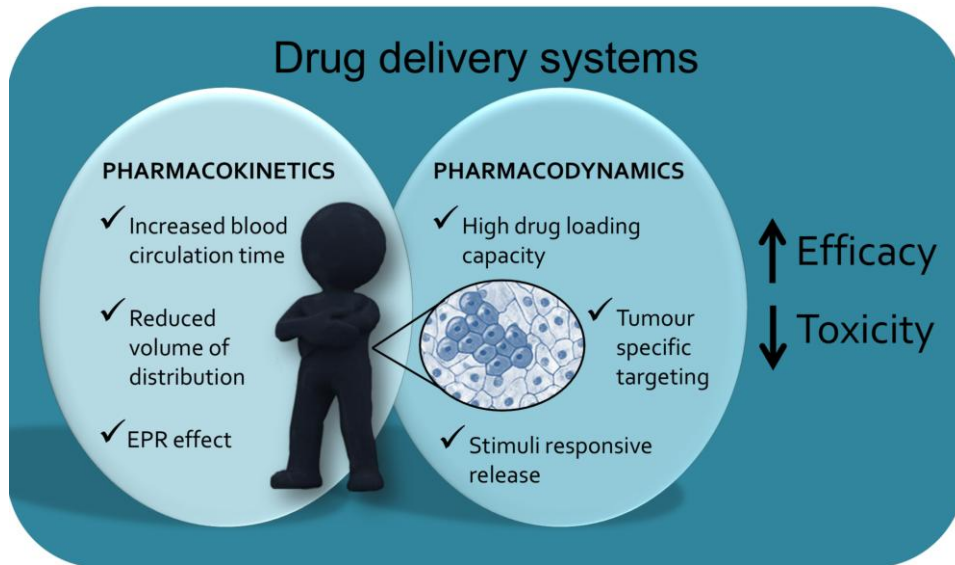 Drug delivery systems
PHARMACOKINETICS
✓ Increased blood
circulation time
✓ Reduced
volume of
distribution
✓ EPR effect
PHARMACODYNAMICS
✓ High drug loading
capacity
✓ Tumour
specific
targeting
✓ Stimuli responsive
release
↑ Efficacy
↓ Toxicity